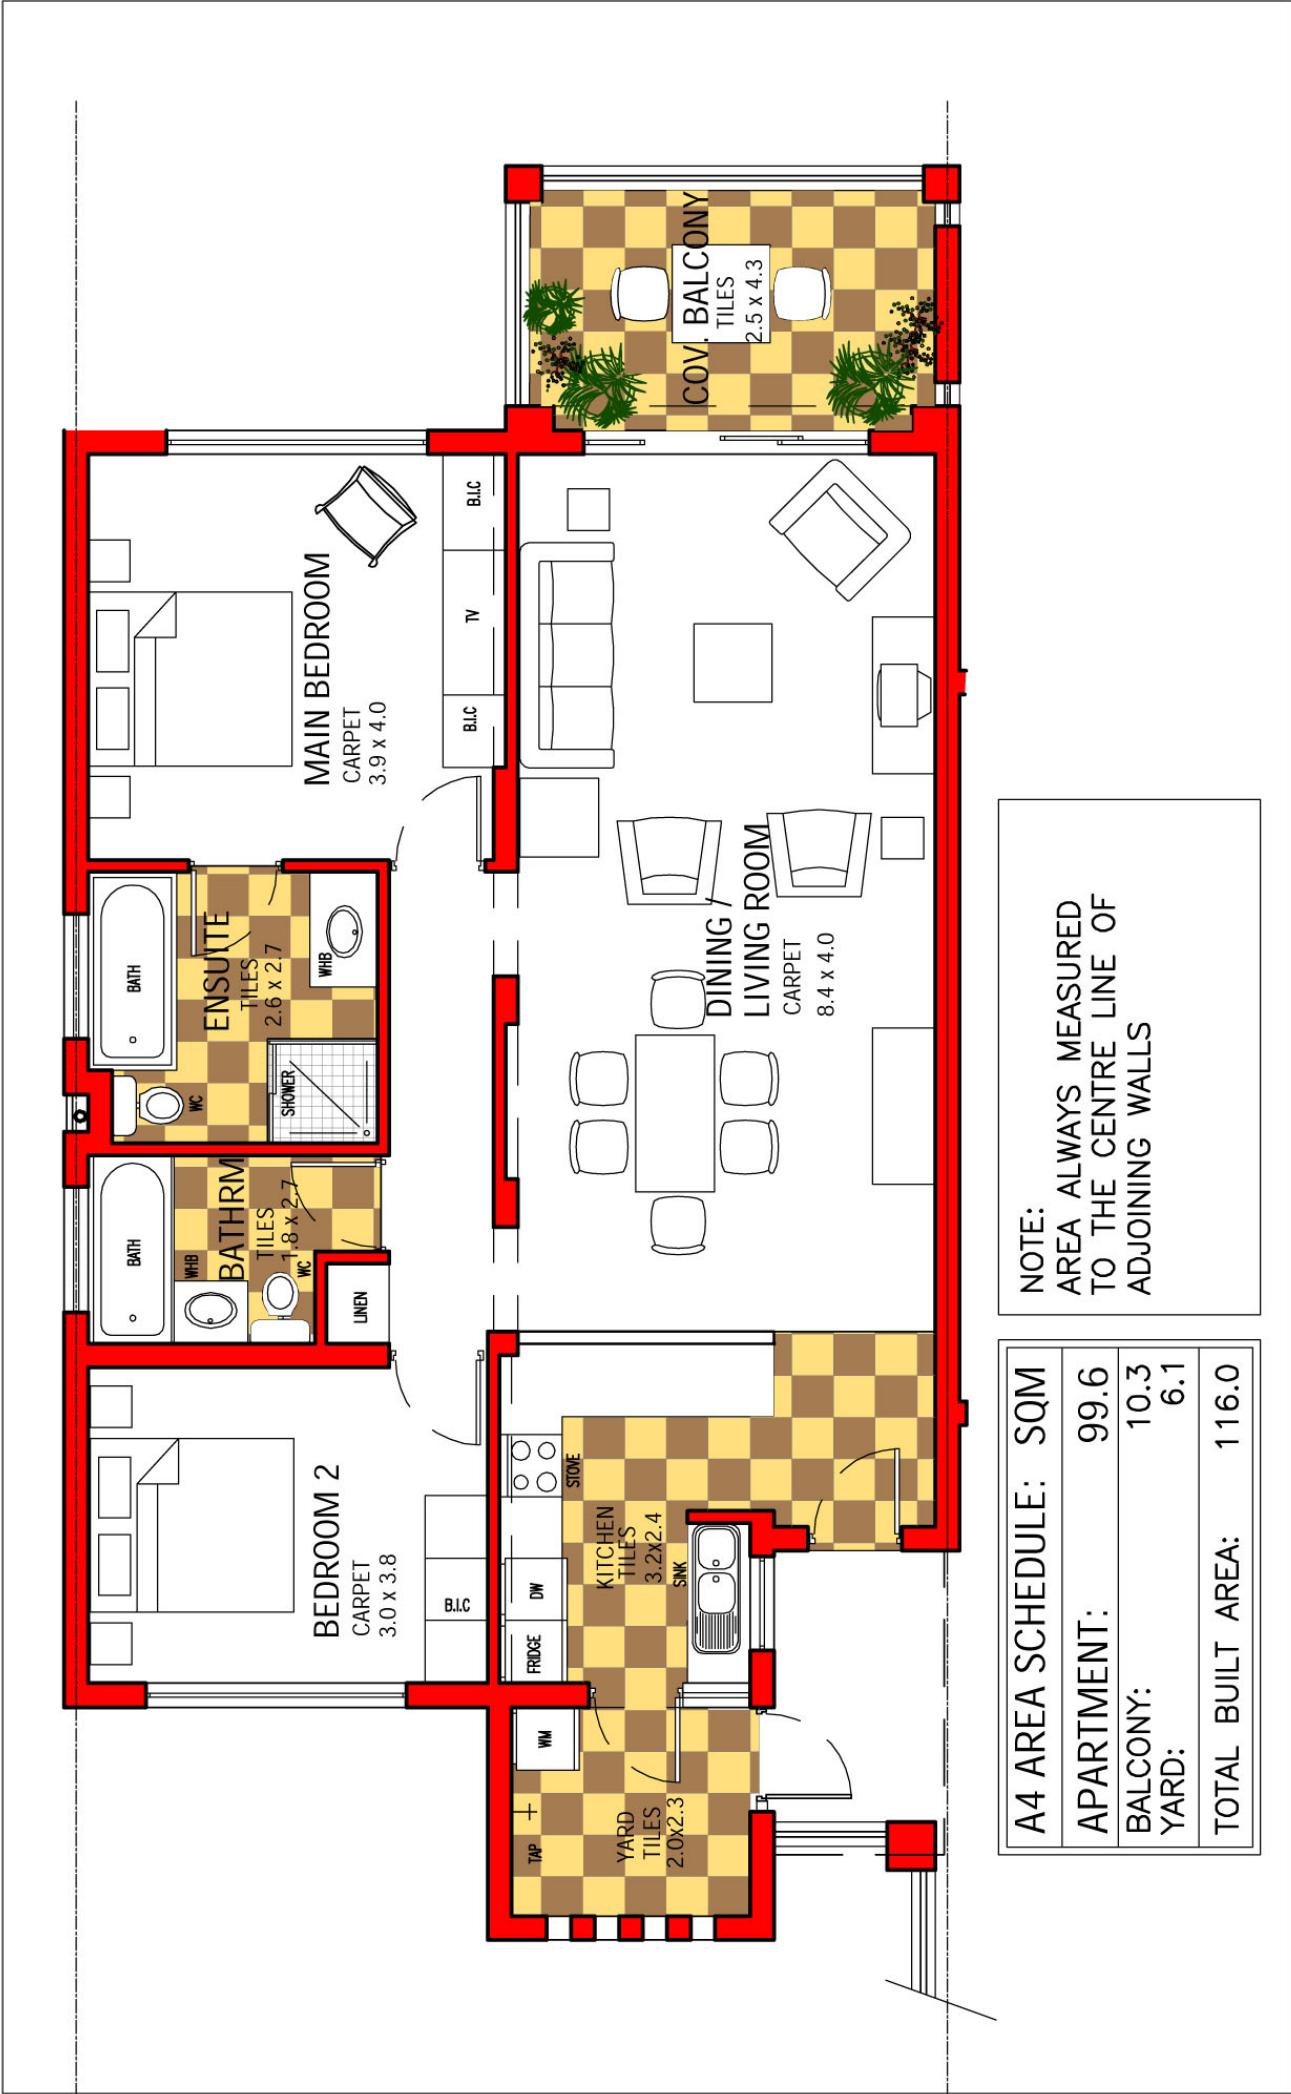 BATH
WC
ENSUITE
TILES
2.6 x 2.7
WHB
SHOWER
BATH
WHB
BATHRM
TILES
1.8 x 2.7
WC
LINEN
MAIN BEDROOM
CARPET
3.9 x 4.0
B.I.C
TV
B.I.C
BEDROOM 2
CARPET
3.0 x 3.8
B.I.C
COV. BALCONY
TILES
2.5 x 4.3
DINING /
LIVING ROOM
CARPET
8.4 x 4.0
STOVE
KITCHEN
TILES
3.2x2.4
SINK
DW
FRIDGE
WM
TAP
YARD
TILES
2.0x2.3
A4 AREA SCHEDULE: SQM
APARTMENT: 99.6
BALCONY: 10.3
YARD: 6.1
TOTAL BUILT AREA: 116.0
NOTE:
AREA ALWAYS MEASURED
TO THE CENTRE LINE OF
ADJOINING WALLS